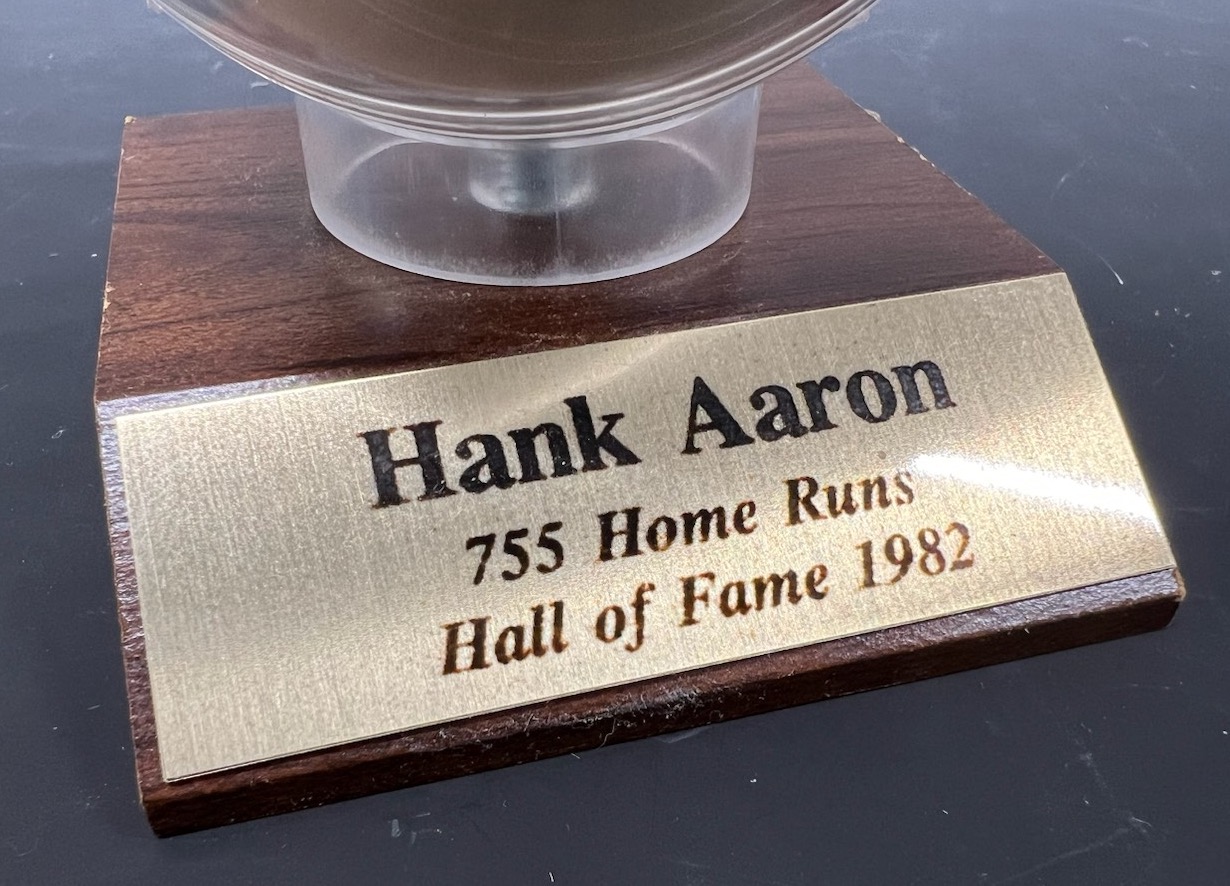 Hank Aaron
755 Home Runs
Hall of Fame 1982